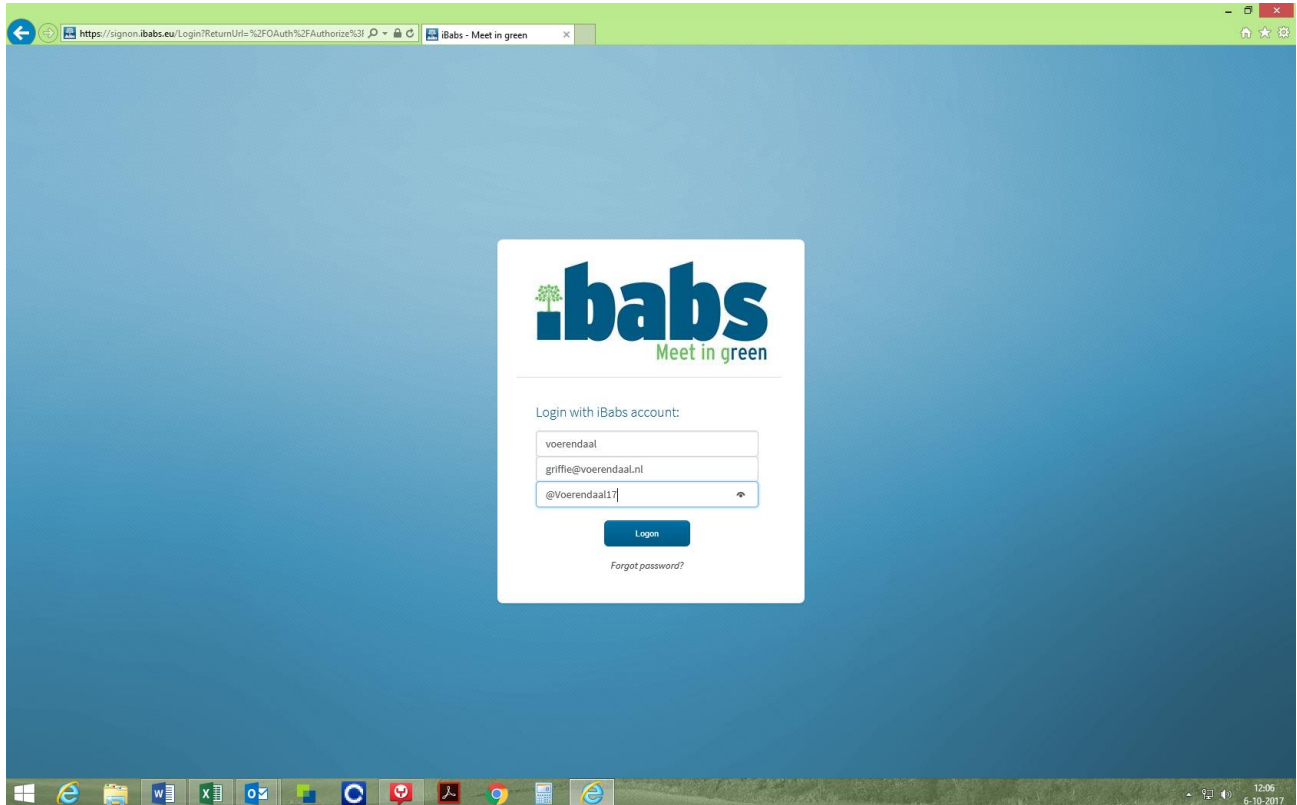 https://signon.ibabs.eu/Login?ReturnUrl=%2FOAuth%2FAuthorize%3F
iBabs - Meet in green
ibabs
Meet in green
Login with iBabs account:
voerendaal
griffie@voerendaal.nl
@Voerendaal17
Logon
Forgot password?
12:06
6-10-2017